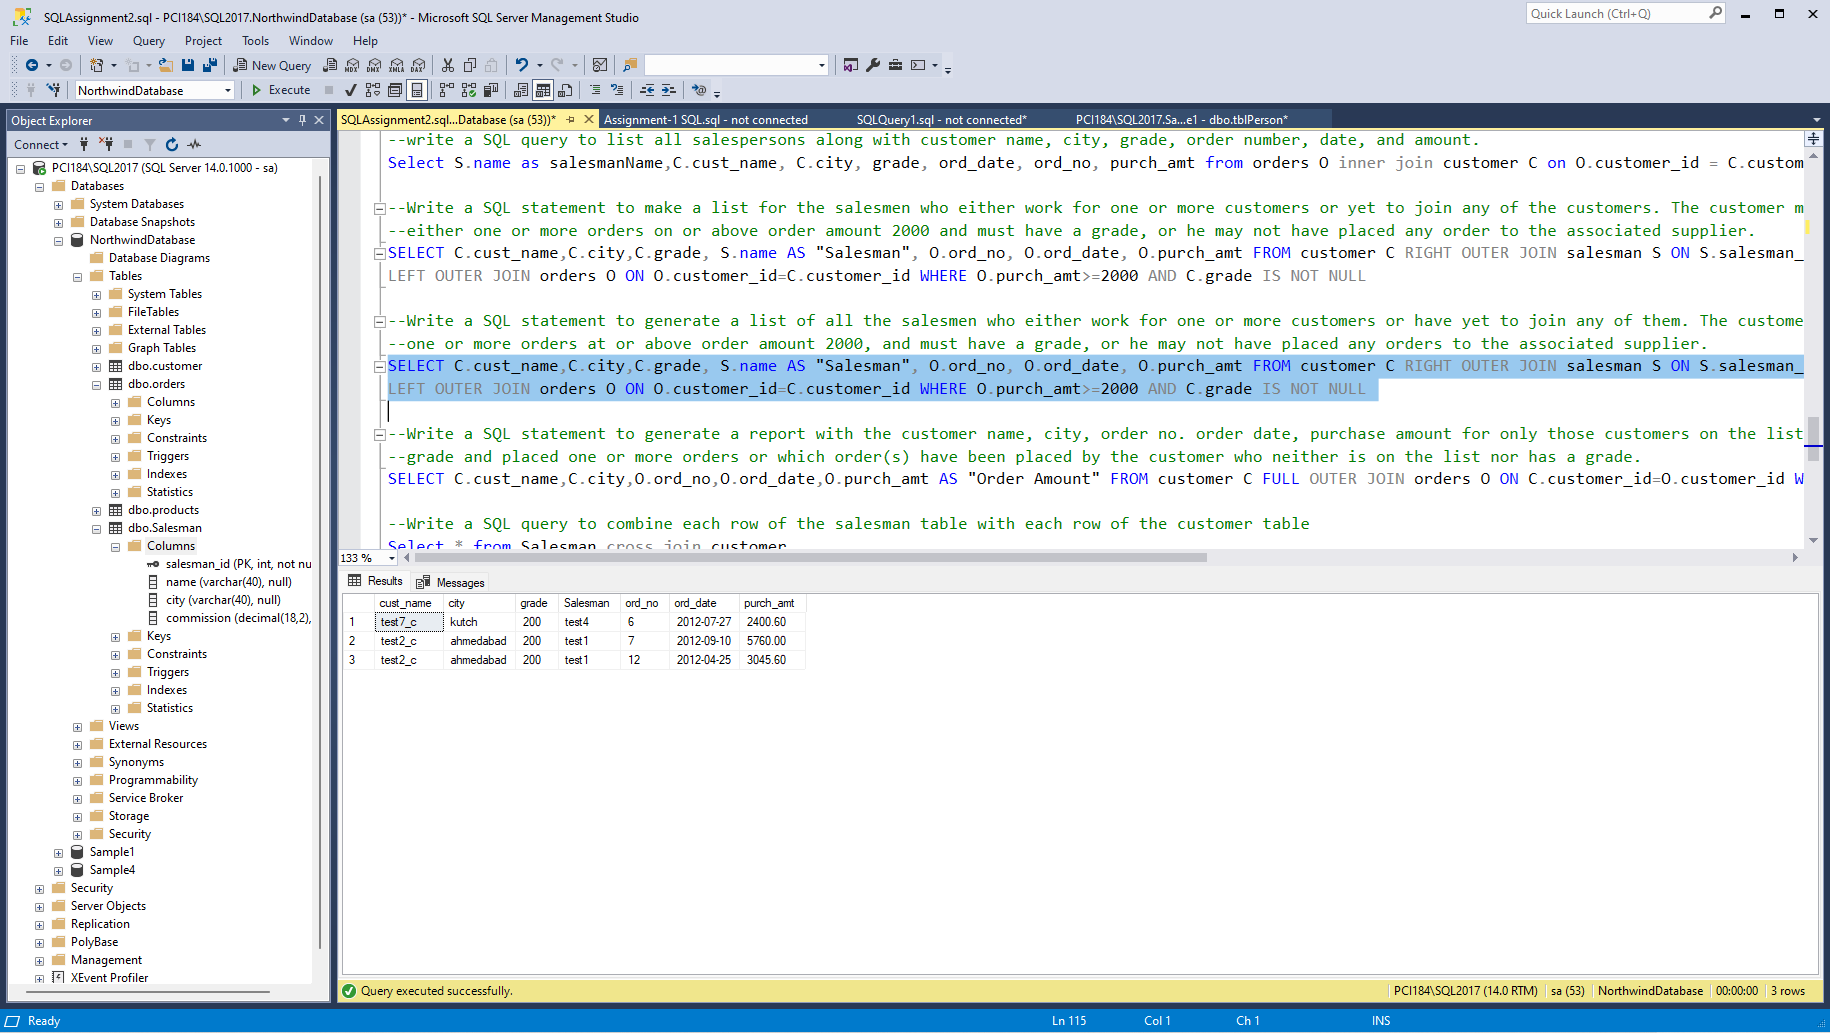 SQLAssignment2.sql - PCI184\SQL2017.NorthwindDatabase (sa (53))* - Microsoft SQL Server Management Studio
Quick Launch (Ctrl+Q)
File Edit View Query Project Tools Window Help
New Query
MDX DMX XMLA DAX
NorthwindDatabase
Execute
Object Explorer
Connect
PCI184\SQL2017 (SQL Server 14.0.1000 - sa)
Databases
System Databases
Database Snapshots
NorthwindDatabase
Database Diagrams
Tables
System Tables
FileTables
External Tables
Graph Tables
dbo.customer
dbo.orders
Columns
Keys
Constraints
Triggers
Indexes
Statistics
dbo.products
dbo.Salesman
Columns
salesman_id (PK, int, not nu
name (varchar(40), null)
city (varchar(40), null)
commission (decimal(18,2),
Keys
Constraints
Triggers
Indexes
Statistics
Views
External Resources
Synonyms
Programmability
Service Broker
Storage
Security
Sample1
Sample4
Security
Server Objects
Replication
PolyBase
Management
XEvent Profiler
SQLAssignment2.sql...Database (sa (53))* Assignment-1 SQL.sql - not connected SQLQuery1.sql - not connected* PCI184\SQL2017.Sa...e1 - dbo.tblPerson*
--write a SQL query to list all salespersons along with customer name, city, grade, order number, date, and amount.
Select S.name as salesmanName,C.cust_name, C.city, grade, ord_date, ord_no, purch_amt from orders O inner join customer C on O.customer_id = C.custom
--Write a SQL statement to make a list for the salesmen who either work for one or more customers or yet to join any of the customers. The customer m
--either one or more orders on or above order amount 2000 and must have a grade, or he may not have placed any order to the associated supplier.
SELECT C.cust_name,C.city,C.grade, S.name AS "Salesman", O.ord_no, O.ord_date, O.purch_amt FROM customer C RIGHT OUTER JOIN salesman S ON S.salesman_
LEFT OUTER JOIN orders O ON O.customer_id=C.customer_id WHERE O.purch_amt>=2000 AND C.grade IS NOT NULL
--Write a SQL statement to generate a list of all the salesmen who either work for one or more customers or have yet to join any of them. The custome
--one or more orders at or above order amount 2000, and must have a grade, or he may not have placed any orders to the associated supplier.
SELECT C.cust_name,C.city,C.grade, S.name AS "Salesman", O.ord_no, O.ord_date, O.purch_amt FROM customer C RIGHT OUTER JOIN salesman S ON S.salesman_
LEFT OUTER JOIN orders O ON O.customer_id=C.customer_id WHERE O.purch_amt>=2000 AND C.grade IS NOT NULL
--Write a SQL statement to generate a report with the customer name, city, order no. order date, purchase amount for only those customers on the list
--grade and placed one or more orders or which order(s) have been placed by the customer who neither is on the list nor has a grade.
SELECT C.cust_name,C.city,O.ord_no,O.ord_date,O.purch_amt AS "Order Amount" FROM customer C FULL OUTER JOIN orders O ON C.customer_id=O.customer_id W
--Write a SQL query to combine each row of the salesman table with each row of the customer table
Select * from Salesman cross join customer
133 %
Results Messages
cust_name city grade Salesman ord_no ord_date purch_amt
1 test7_c kutch 200 test4 6 2012-07-27 2400.60
2 test2_c ahmedabad 200 test1 7 2012-09-10 5760.00
3 test2_c ahmedabad 200 test1 12 2012-04-25 3045.60
Query executed successfully.
PCI184\SQL2017 (14.0 RTM) sa (53) NorthwindDatabase 00:00:00 3 rows
Ready Ln 115 Col 1 Ch 1 INS